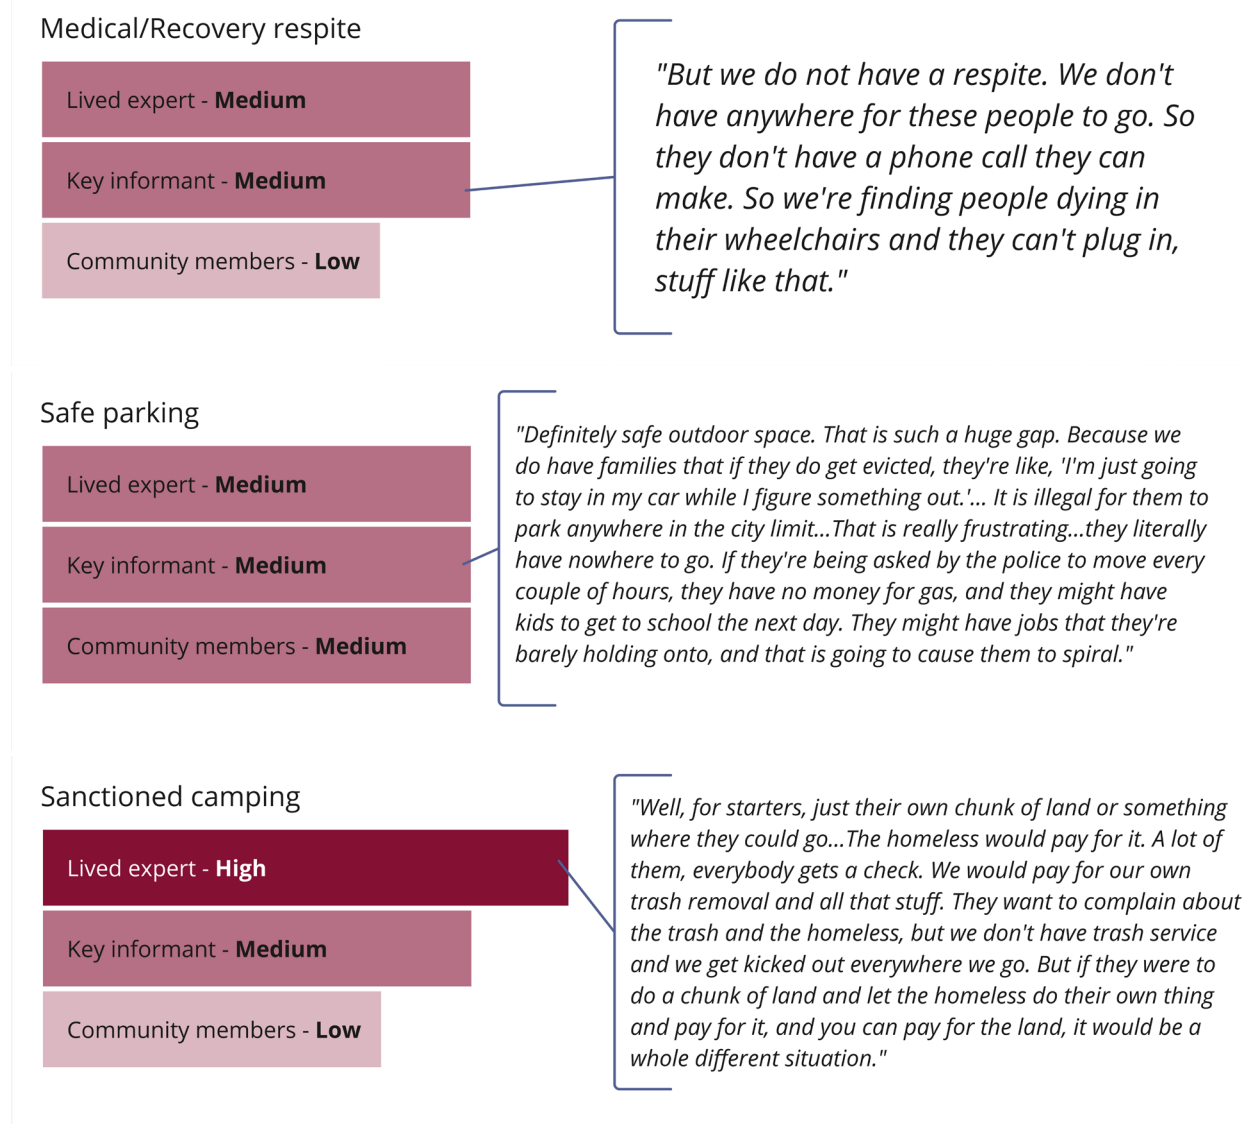 Medical/Recovery respite
Lived expert - Medium
Key informant - Medium
Community members - Low
"But we do not have a respite. We don't
have anywhere for these people to go. So
they don't have a phone call they can
make. So we're finding people dying in
their wheelchairs and they can't plug in,
stuff like that."
Safe parking
Lived expert - Medium
Key informant - Medium
Community members - Medium
"Definitely safe outdoor space. That is such a huge gap. Because we
do have families that if they do get evicted, they're like, 'I'm just going
to stay in my car while I figure something out.'... It is illegal for them to
park anywhere in the city limit...That is really frustrating...they literally
have nowhere to go. If they're being asked by the police to move every
couple of hours, they have no money for gas, and they might have
kids to get to school the next day. They might have jobs that they're
barely holding onto, and that is going to cause them to spiral."
Sanctioned camping
Lived expert - High
Key informant - Medium
Community members - Low
"Well, for starters, just their own chunk of land or something
where they could go...The homeless would pay for it. A lot of
them, everybody gets a check. We would pay for our own
trash removal and all that stuff. They want to complain about
the trash and the homeless, but we don't have trash service
and we get kicked out everywhere we go. But if they were to
do a chunk of land and let the homeless do their own thing
and pay for it, and you can pay for the land, it would be a
whole different situation."